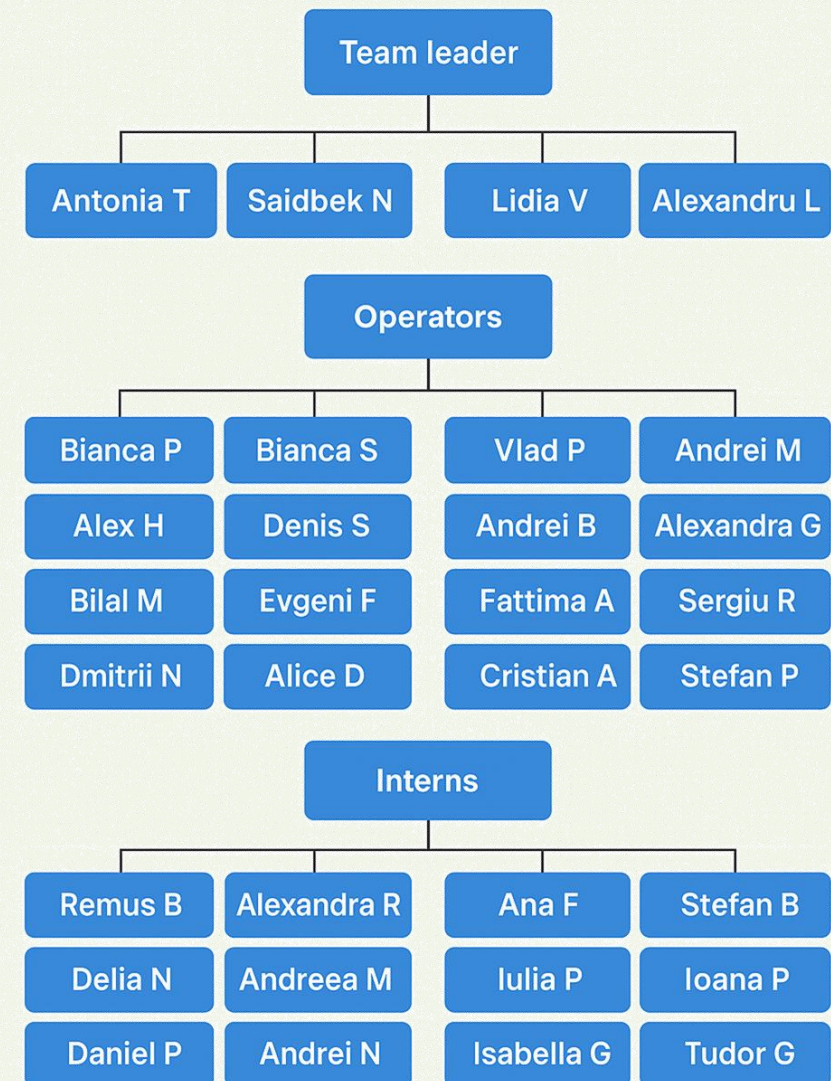 Team leader
Antonia T Saidbek N Lidia V Alexandru L
Operators
Bianca P Bianca S Vlad P Andrei M
Alex H Denis S Andrei B Alexandra G
Bilal M Evgeni F Fattima A Sergiu R
Dmitrii N Alice D Cristian A Stefan P
Interns
Remus B Alexandra R Ana F Stefan B
Delia N Andreea M Iulia P Ioana P
Daniel P Andrei N Isabella G Tudor G